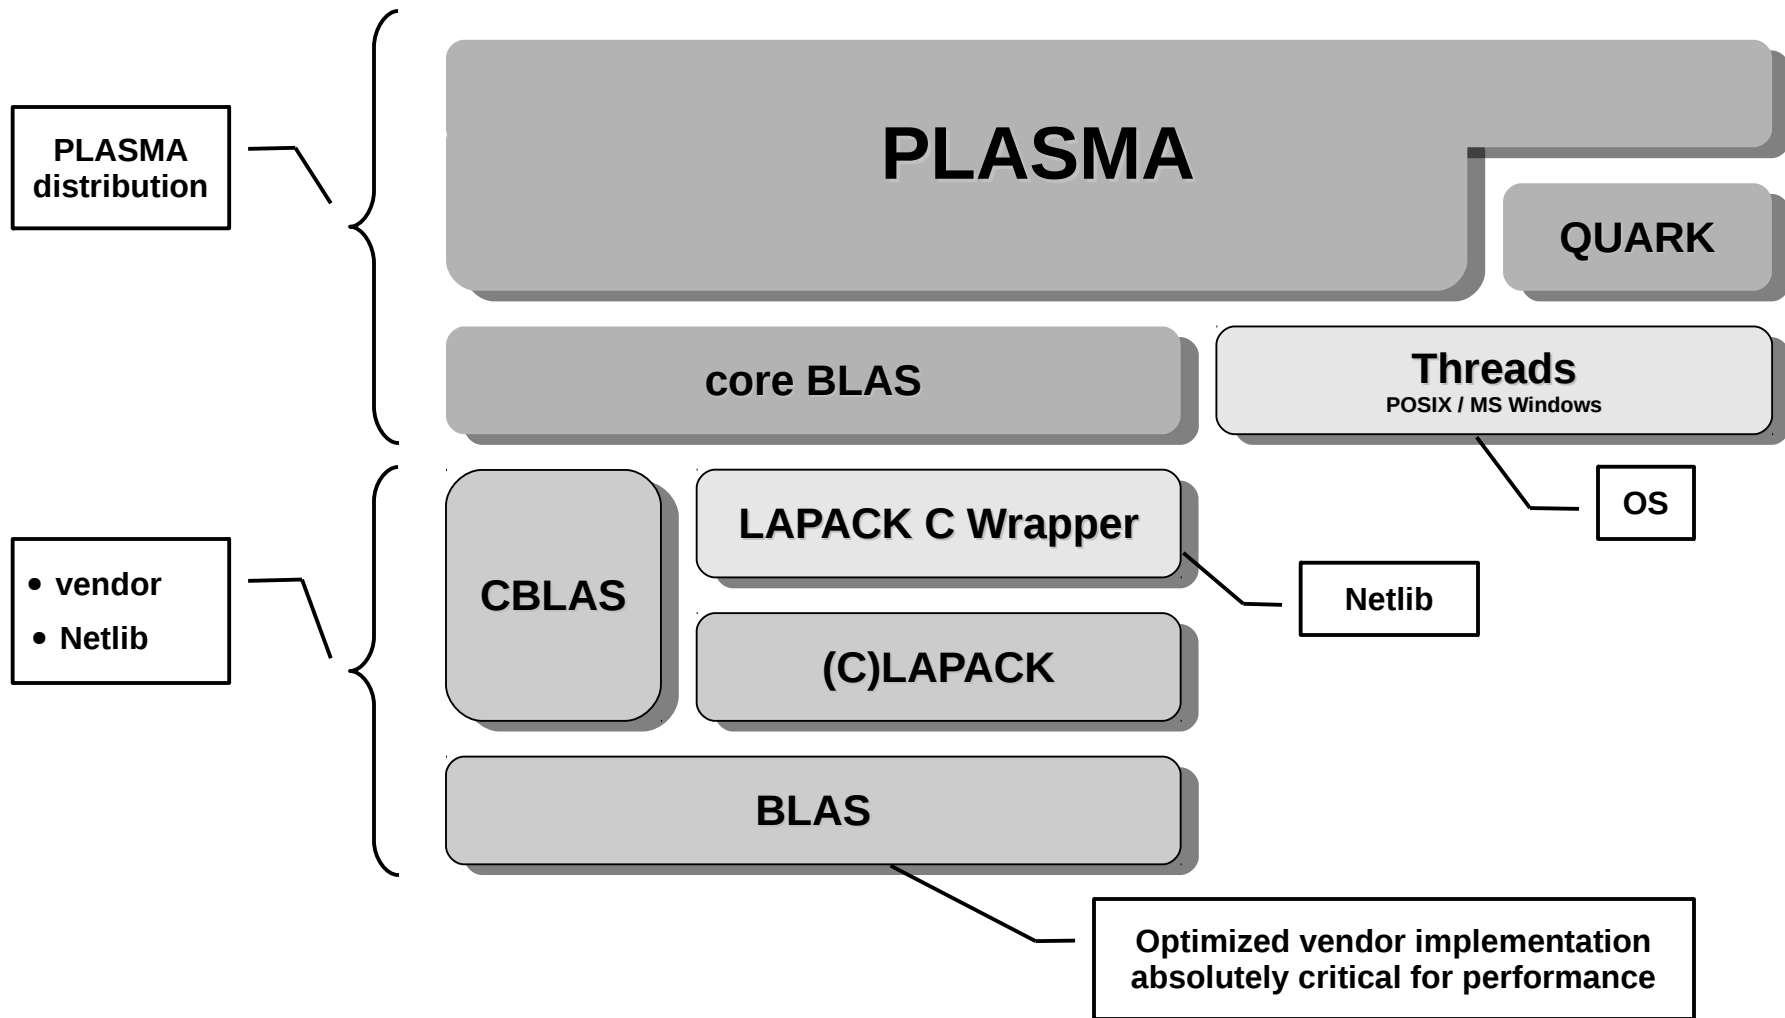 PLASMA
distribution
PLASMA
QUARK
core BLAS
Threads
POSIX / MS Windows
OS
• vendor
• Netlib
CBLAS
LAPACK C Wrapper
Netlib
(C)LAPACK
BLAS
Optimized vendor implementation
absolutely critical for performance